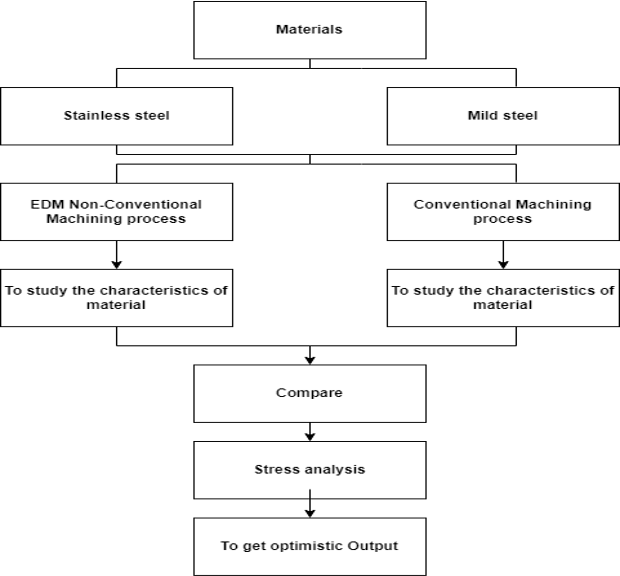 Materials
Stainless steel
Mild steel
EDM Non-Conventional
Machining process
Conventional Machining
process
To study the characteristics of
material
To study the characteristics of
material
Compare
Stress analysis
To get optimistic Output